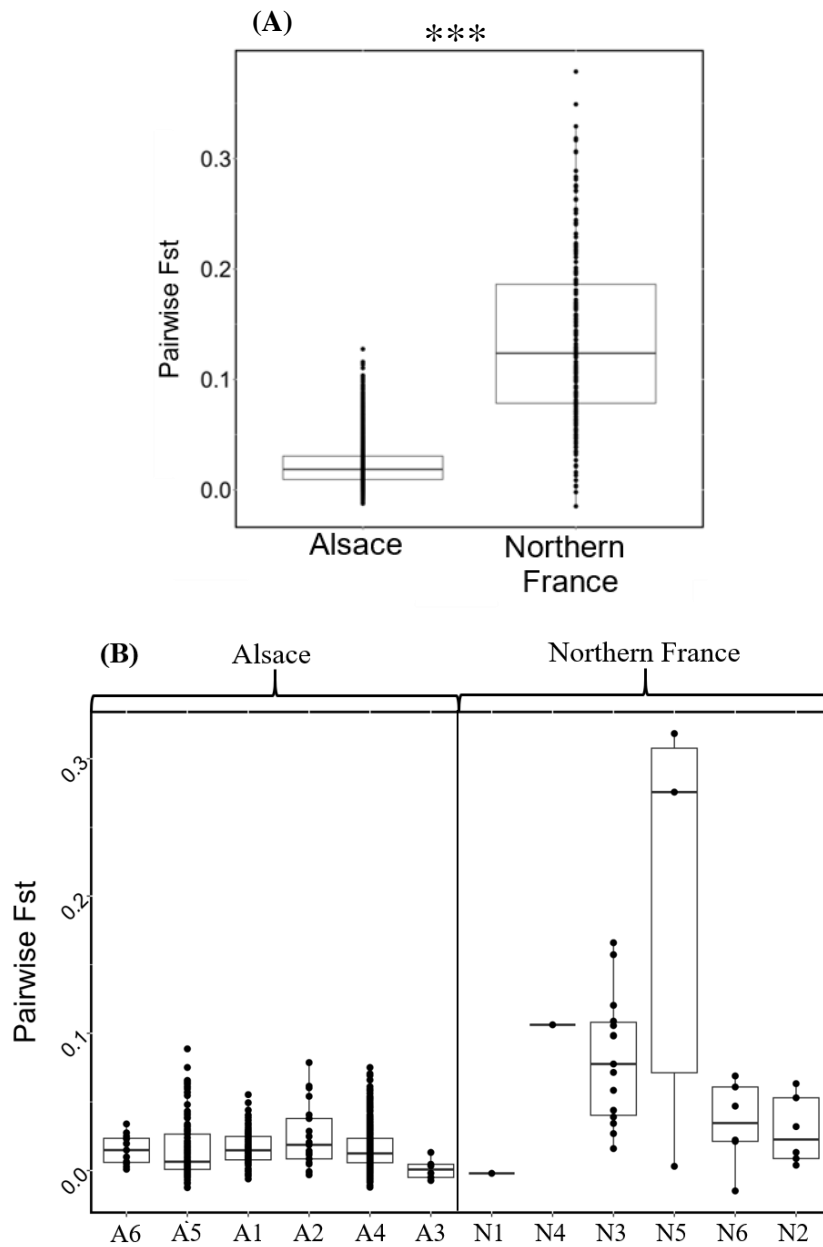 (A)
***
Pairwise Fst
0.3
0.2
0.1
0.0
Alsace
Northern
France
(B)
Alsace
Northern France
Pairwise Fst
0.3
0.2
0.1
0.0
A6 A5 A1 A2 A4 A3 N1 N4 N3 N5 N6 N2